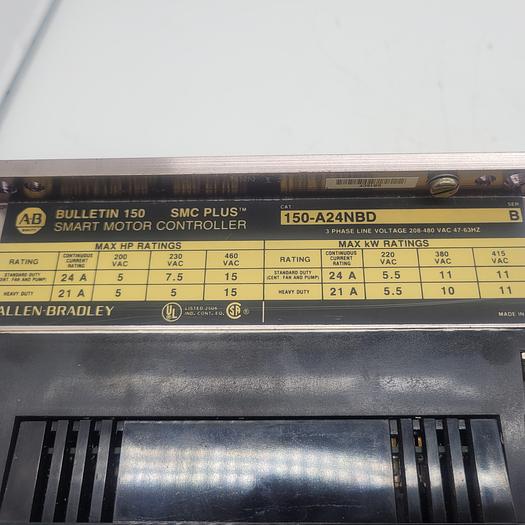 A-B BULLETIN 150 SMC PLUS™ CAT. 150-A24NBD SER. B
SMART MOTOR CONTROLLER 3 PHASE LINE VOLTAGE 208-480 VAC 47-63HZ
MAX HP RATINGS
RATING CONTINUOUS CURRENT RATING 200 VAC 230 VAC 460 VAC
STANDARD DUTY (CENT. FAN AND PUMP) 24 A 5 7.5 15
HEAVY DUTY 21 A 5 5 15
MAX kW RATINGS
RATING CONTINUOUS CURRENT RATING 220 VAC 380 VAC 415 VAC
STANDARD DUTY (CENT. FAN AND PUMP) 24 A 5.5 11 11
HEAVY DUTY 21 A 5.5 10 11
ALLEN-BRADLEY UL LISTED IND. CONT. EQ. SA® MADE IN